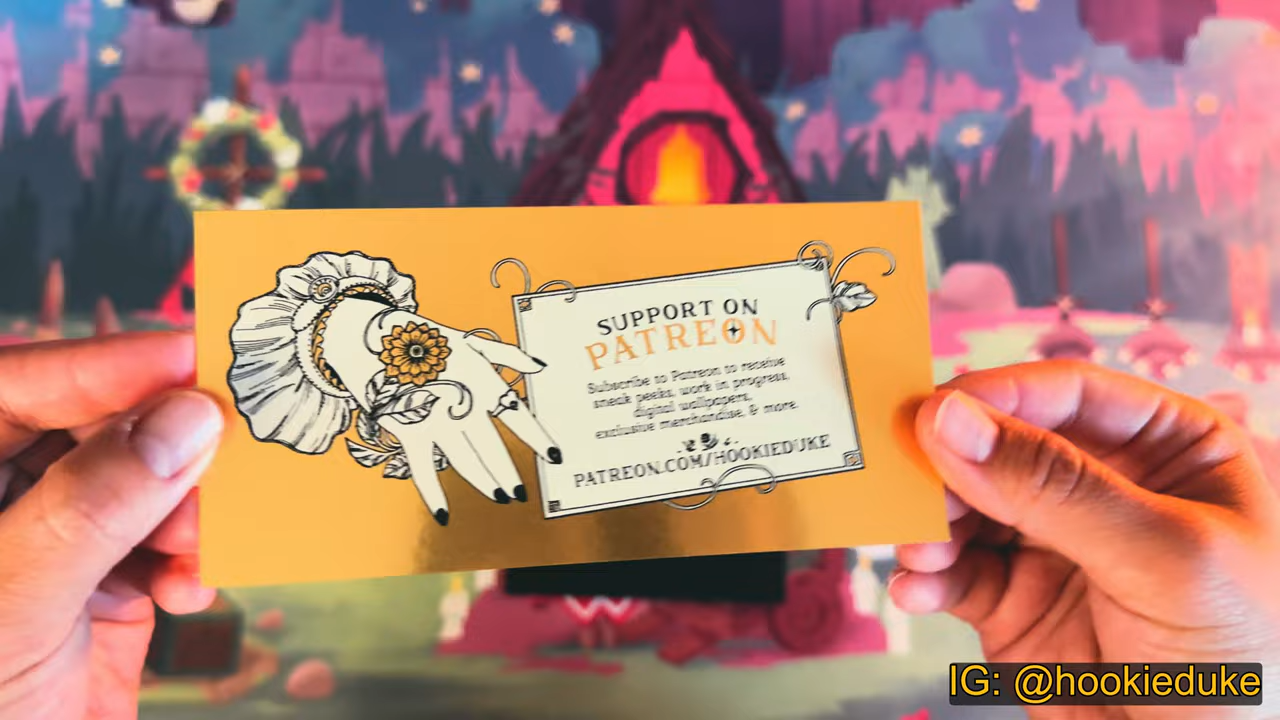 SUPPORT ON
PATREON
Subscribe to Patreon to receive
sneak peeks, work in progress,
digital wallpapers,
exclusive merchandise, & more.
PATREON.COM/HOOKIEDUKE
IG: @hookieduke